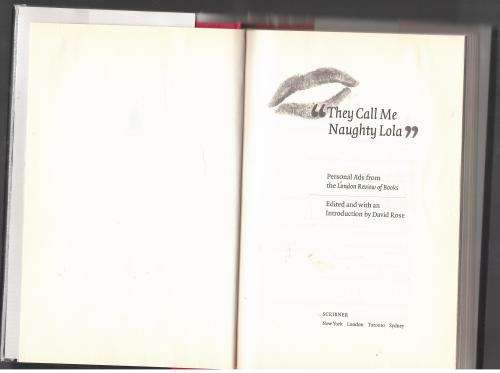 “They Call Me
Naughty Lola”
Personal Ads from
the London Review of Books
Edited and with an
Introduction by David Rose
SCRIBNER
New York London Toronto Sydney